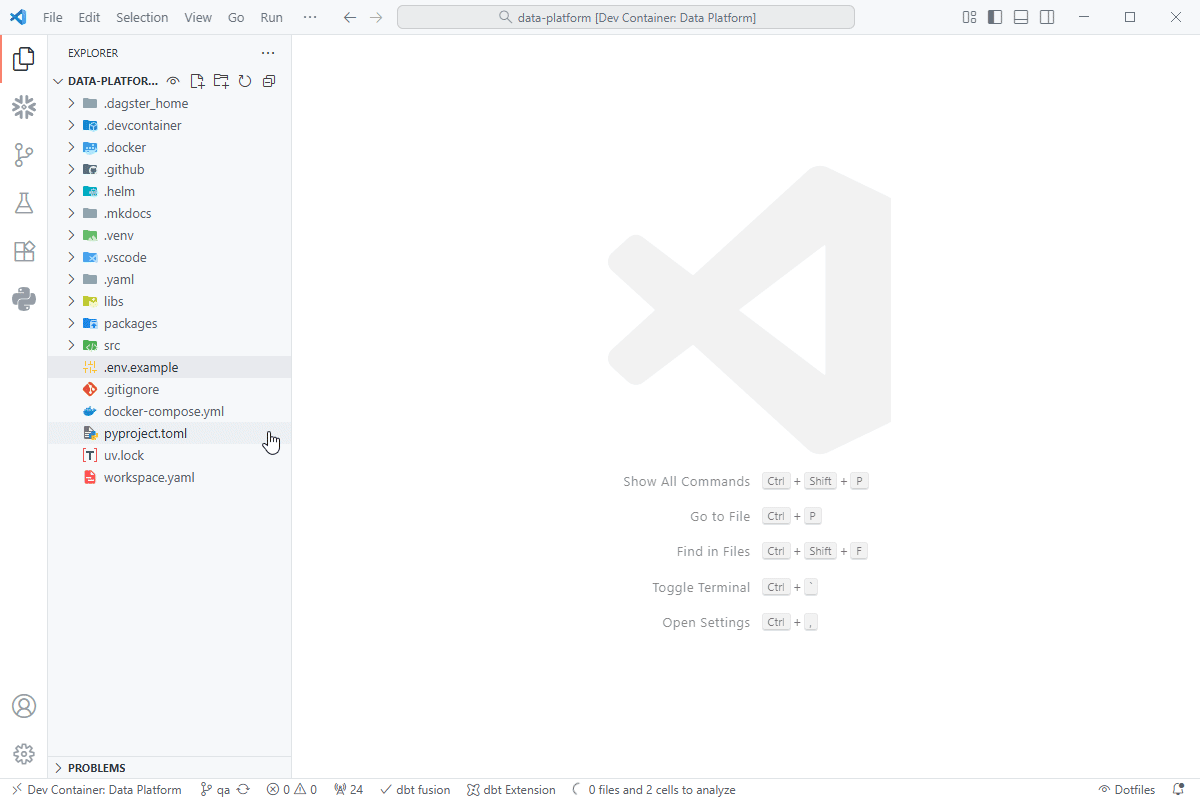 File Edit Selection View Go Run ··· data-platform [Dev Container: Data Platform]
EXPLORER ···
DATA-PLATFOR...
.dagster_home
.devcontainer
.docker
.github
.helm
.mkdocs
.venv
.vscode
.yaml
libs
packages
src
.env.example
.gitignore
docker-compose.yml
pyproject.toml
uv.lock
workspace.yaml
Show All Commands Ctrl + Shift + P
Go to File Ctrl + P
Find in Files Ctrl + Shift + F
Toggle Terminal Ctrl + `
Open Settings Ctrl + ,
PROBLEMS
Dev Container: Data Platform qa 0 0 24 dbt fusion dbt Extension 0 files and 2 cells to analyze Dotfiles